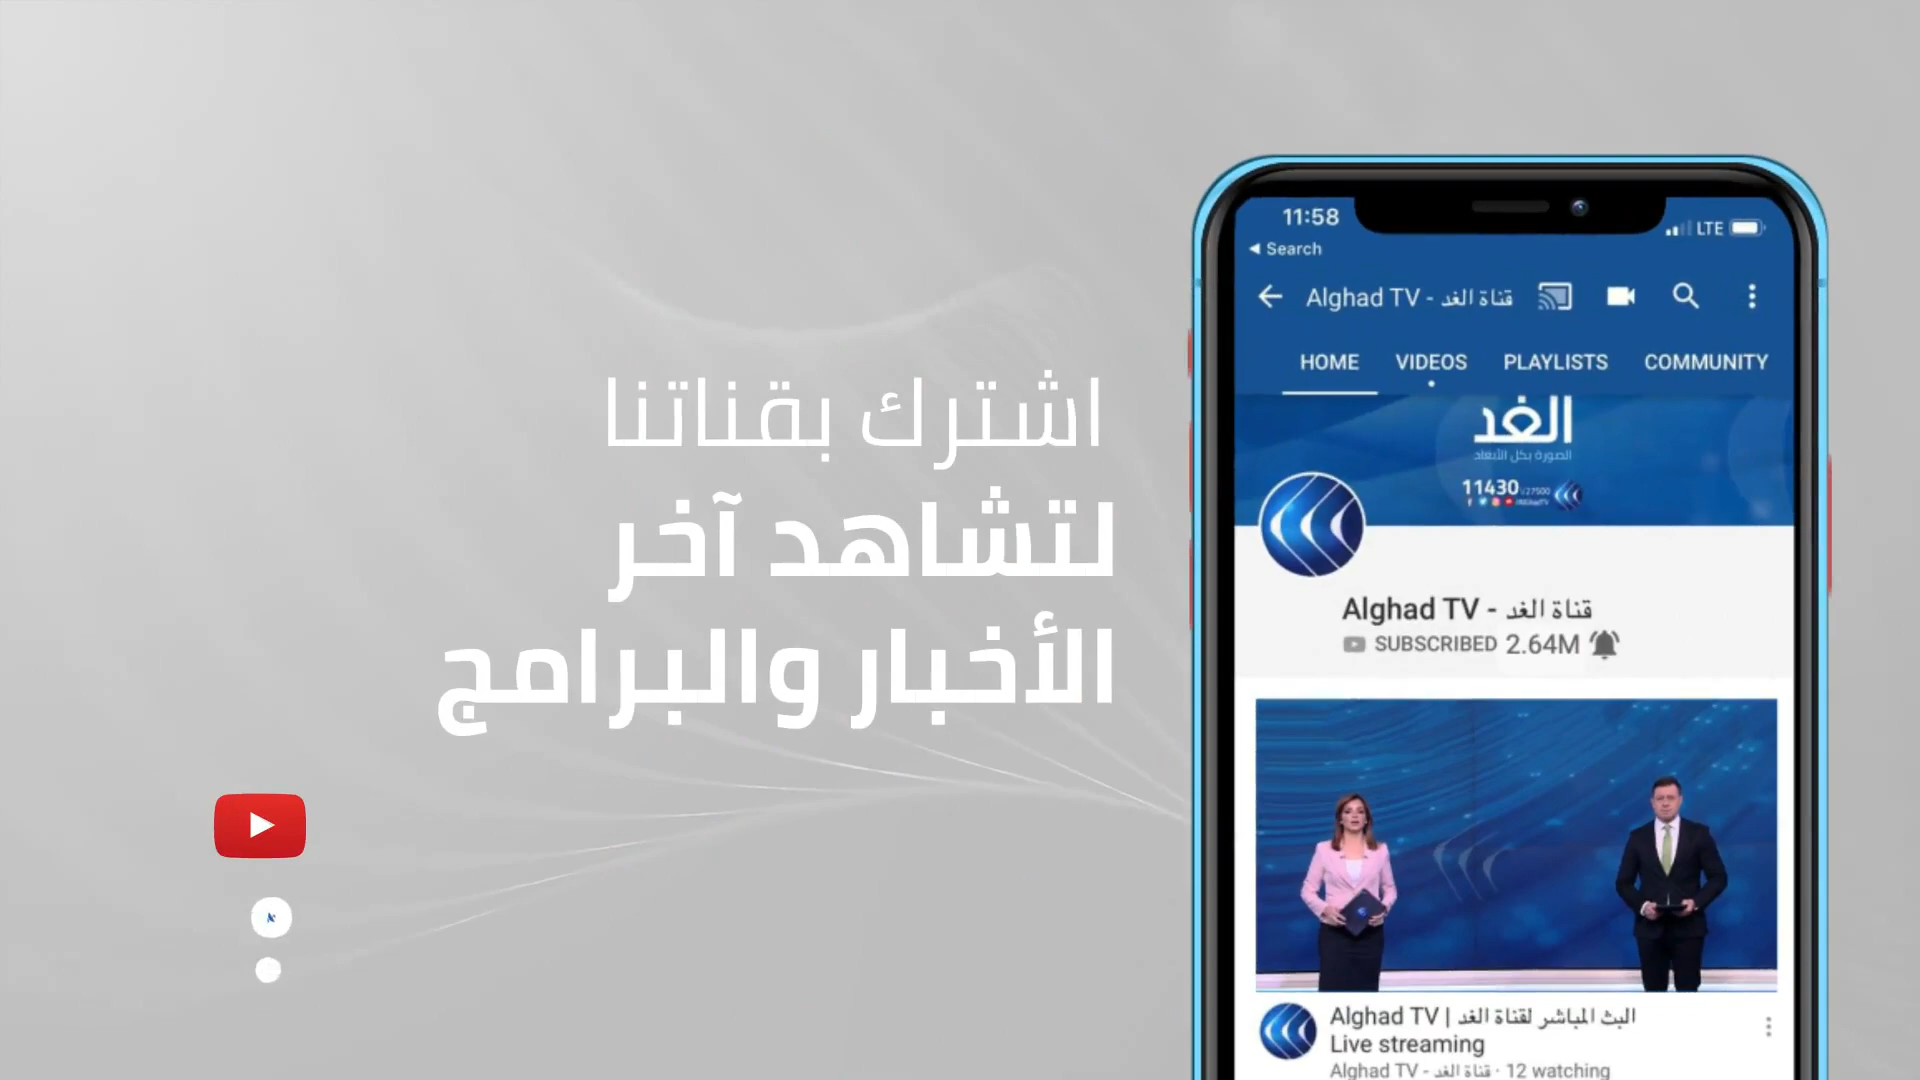 اشترك بقناتنا
لتشاهد آخر
الأخبار والبرامج
11:58
LTE
Search
Alghad TV - قناة الغد
HOME VIDEOS PLAYLISTS COMMUNITY
الغد
الصورة بكل الأبعاد
11430 27500
Alghad TV - قناة الغد
SUBSCRIBED 2.64M
Alghad TV | البث المباشر لقناة الغد
Live streaming
Alghad TV - قناة الغد · 12 watching